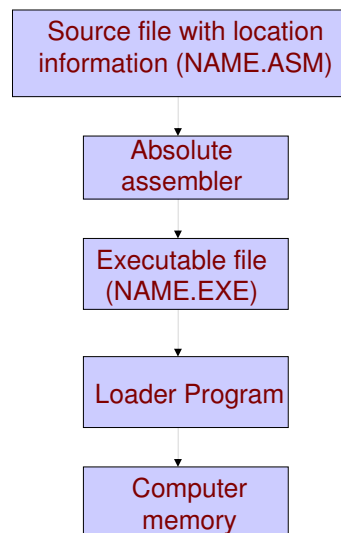 Source file with location
information (NAME.ASM)
Absolute
assembler
Executable file
(NAME.EXE)
Loader Program
Computer
memory